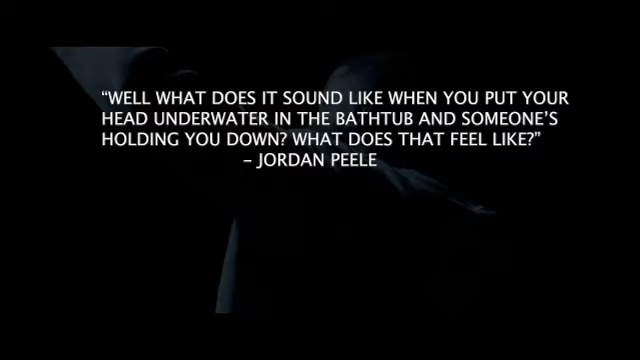 “WELL WHAT DOES IT SOUND LIKE WHEN YOU PUT YOUR
HEAD UNDERWATER IN THE BATHTUB AND SOMEONE’S
HOLDING YOU DOWN? WHAT DOES THAT FEEL LIKE?”
– JORDAN PEELE